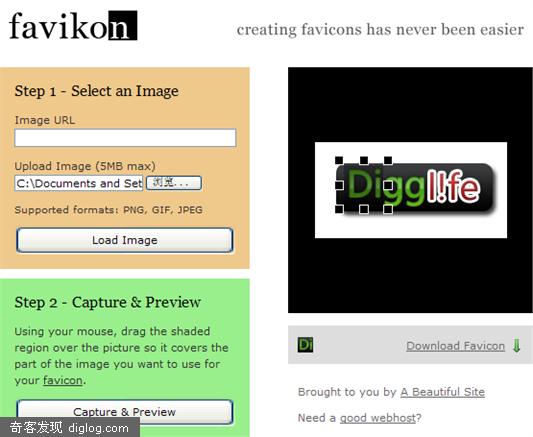 favikon
creating favicons has never been easier
Step 1 - Select an Image
Image URL
Upload Image (5MB max)
C:\Documents and Set
浏览...
Supported formats: PNG, GIF, JPEG
Load Image
Step 2 - Capture & Preview
Using your mouse, drag the shaded
region over the picture so it covers the
part of the image you want to use for
your favicon.
Capture & Preview
Diggl!fe
Di
Download Favicon
Brought to you by A Beautiful Site
Need a good webhost?
奇客发现 diglog.com